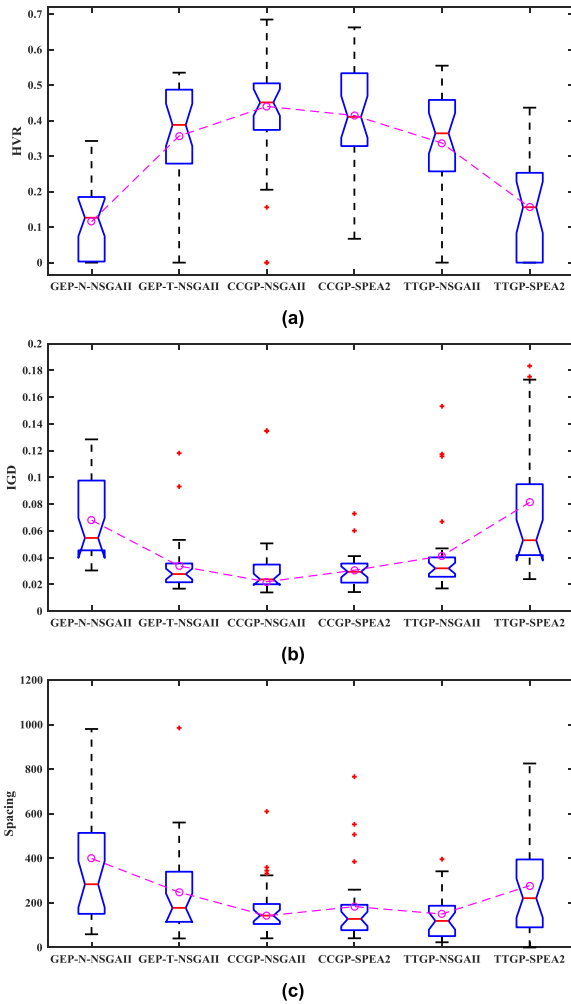 0.7
0.6
0.5
0.4
0.3
0.2
0.1
0
HVR
GEP-N-NSGAII GEP-T-NSGAII CCGP-NSGAII CCGP-SPEA2 TTGP-NSGAII TTGP-SPEA2
(a)
0.2
0.18
0.16
0.14
0.12
0.1
0.08
0.06
0.04
0.02
0
IGD
GEP-N-NSGAII GEP-T-NSGAII CCGP-NSGAII CCGP-SPEA2 TTGP-NSGAII TTGP-SPEA2
(b)
1200
1000
800
600
400
200
0
Spacing
GEP-N-NSGAII GEP-T-NSGAII CCGP-NSGAII CCGP-SPEA2 TTGP-NSGAII TTGP-SPEA2
(c)